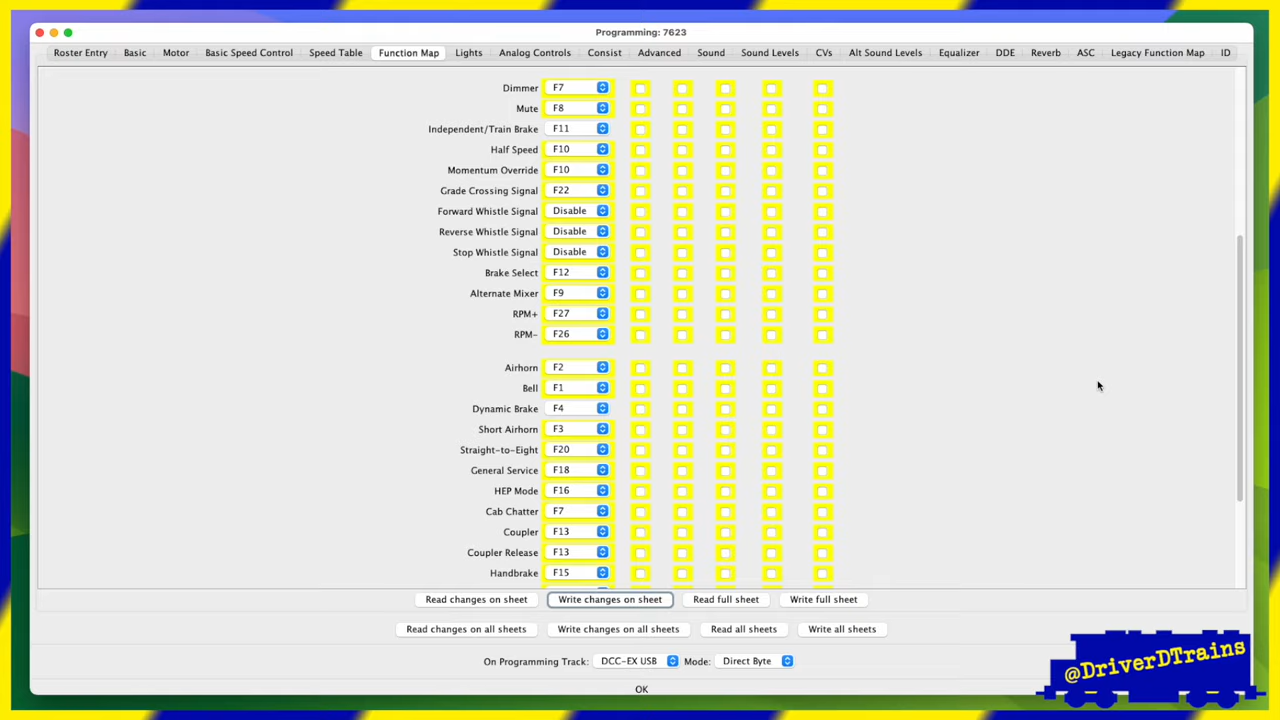 Programming: 7623
Roster Entry Basic Motor Basic Speed Control Speed Table Function Map Lights Analog Controls Consist Advanced Sound Sound Levels CVs Alt Sound Levels Equalizer DDE Reverb ASC Legacy Function Map ID
Dimmer F7
Mute F8
Independent/Train Brake F11
Half Speed F10
Momentum Override F10
Grade Crossing Signal F22
Forward Whistle Signal Disable
Reverse Whistle Signal Disable
Stop Whistle Signal Disable
Brake Select F12
Alternate Mixer F9
RPM+ F27
RPM- F26
Airhorn F2
Bell F1
Dynamic Brake F4
Short Airhorn F3
Straight-to-Eight F20
General Service F18
HEP Mode F16
Cab Chatter F7
Coupler F13
Coupler Release F13
Handbrake F15
Read changes on sheet Write changes on sheet Read full sheet Write full sheet
Read changes on all sheets Write changes on all sheets Read all sheets Write all sheets
On Programming Track: DCC-EX USB Mode: Direct Byte
OK
@DriverDTrains